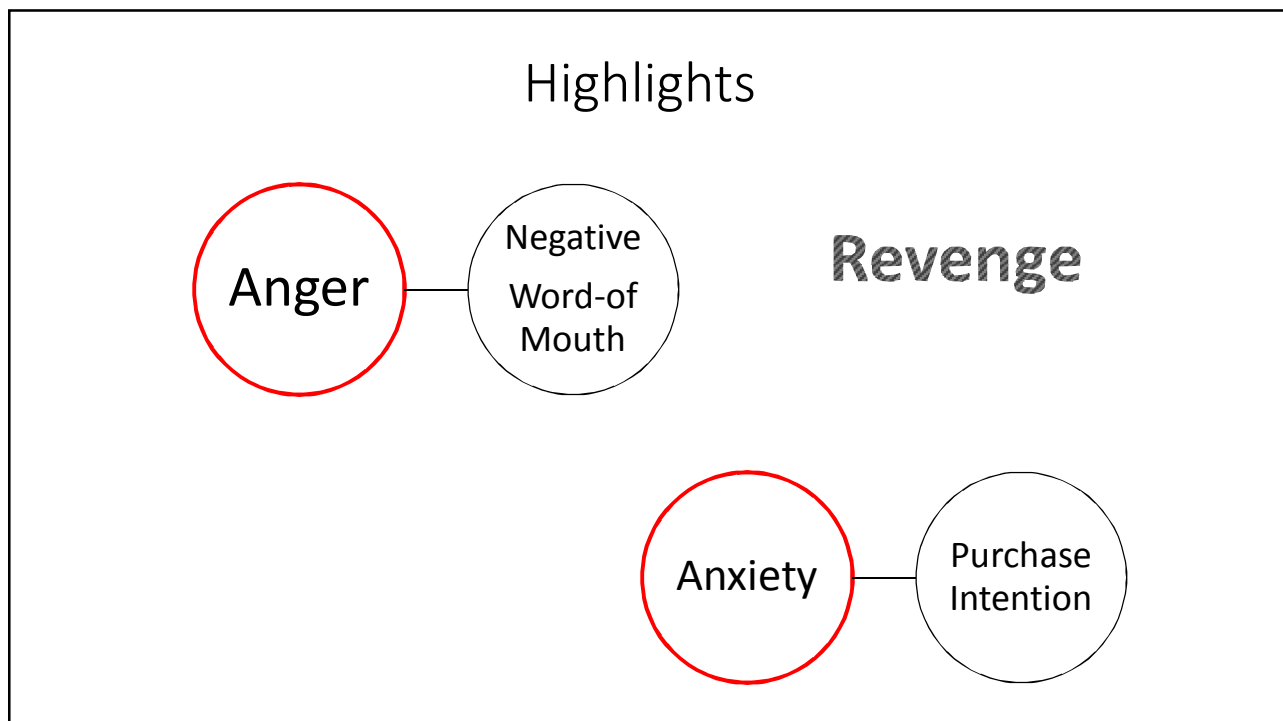 Highlights
Anger
Negative
Word-of
Mouth
Revenge
Anxiety
Purchase
Intention